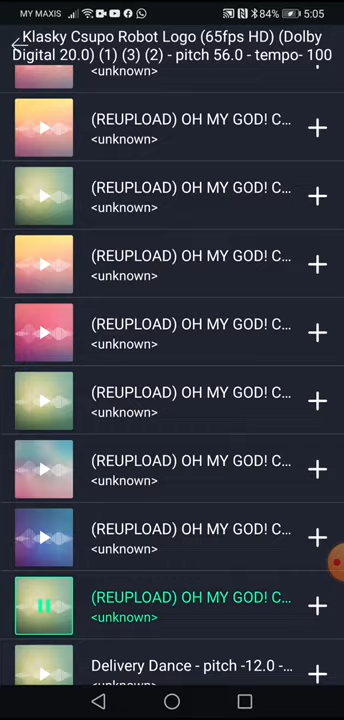 MY MAXIS
84%
5:05
Klasky Csupo Robot Logo (65fps HD) (Dolby
Digital 20.0) (1) (3) (2) - pitch 56.0 - tempo- 100
<unknown>
(REUPLOAD) OH MY GOD! C...
<unknown>
(REUPLOAD) OH MY GOD! C...
<unknown>
(REUPLOAD) OH MY GOD! C...
<unknown>
(REUPLOAD) OH MY GOD! C...
<unknown>
(REUPLOAD) OH MY GOD! C...
<unknown>
(REUPLOAD) OH MY GOD! C...
<unknown>
(REUPLOAD) OH MY GOD! C...
<unknown>
(REUPLOAD) OH MY GOD! C...
<unknown>
Delivery Dance - pitch -12.0 -...